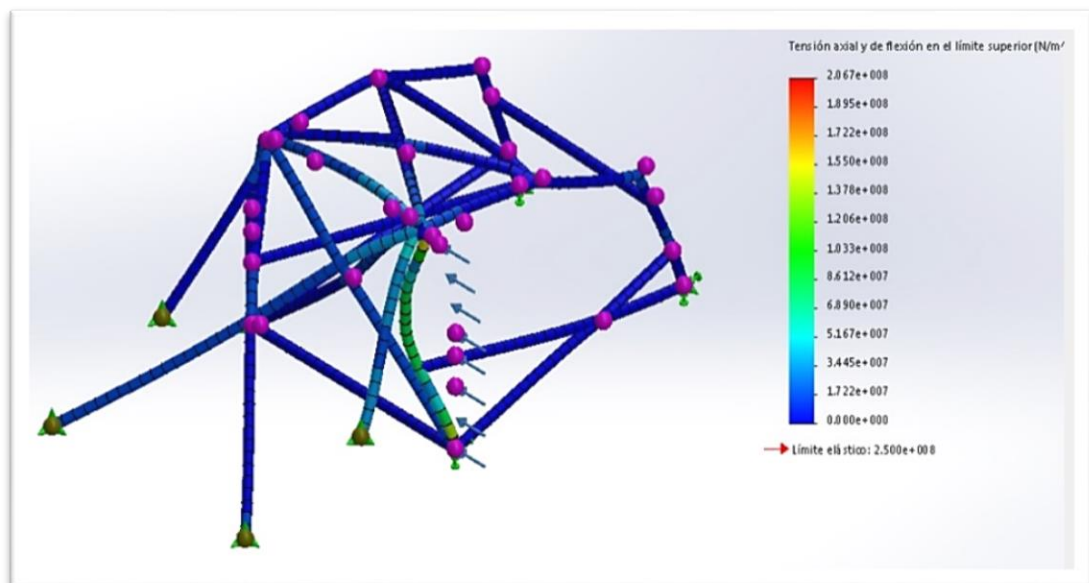 Tensión axial y de flexión en el límite superior (N/m^
2.067e+008
1.895e+008
1.722e+008
1.550e+008
1.378e+008
1.206e+008
1.033e+008
8.612e+007
6.890e+007
5.167e+007
3.445e+007
1.722e+007
0.000e+000
Límite elástico: 2.500e+008